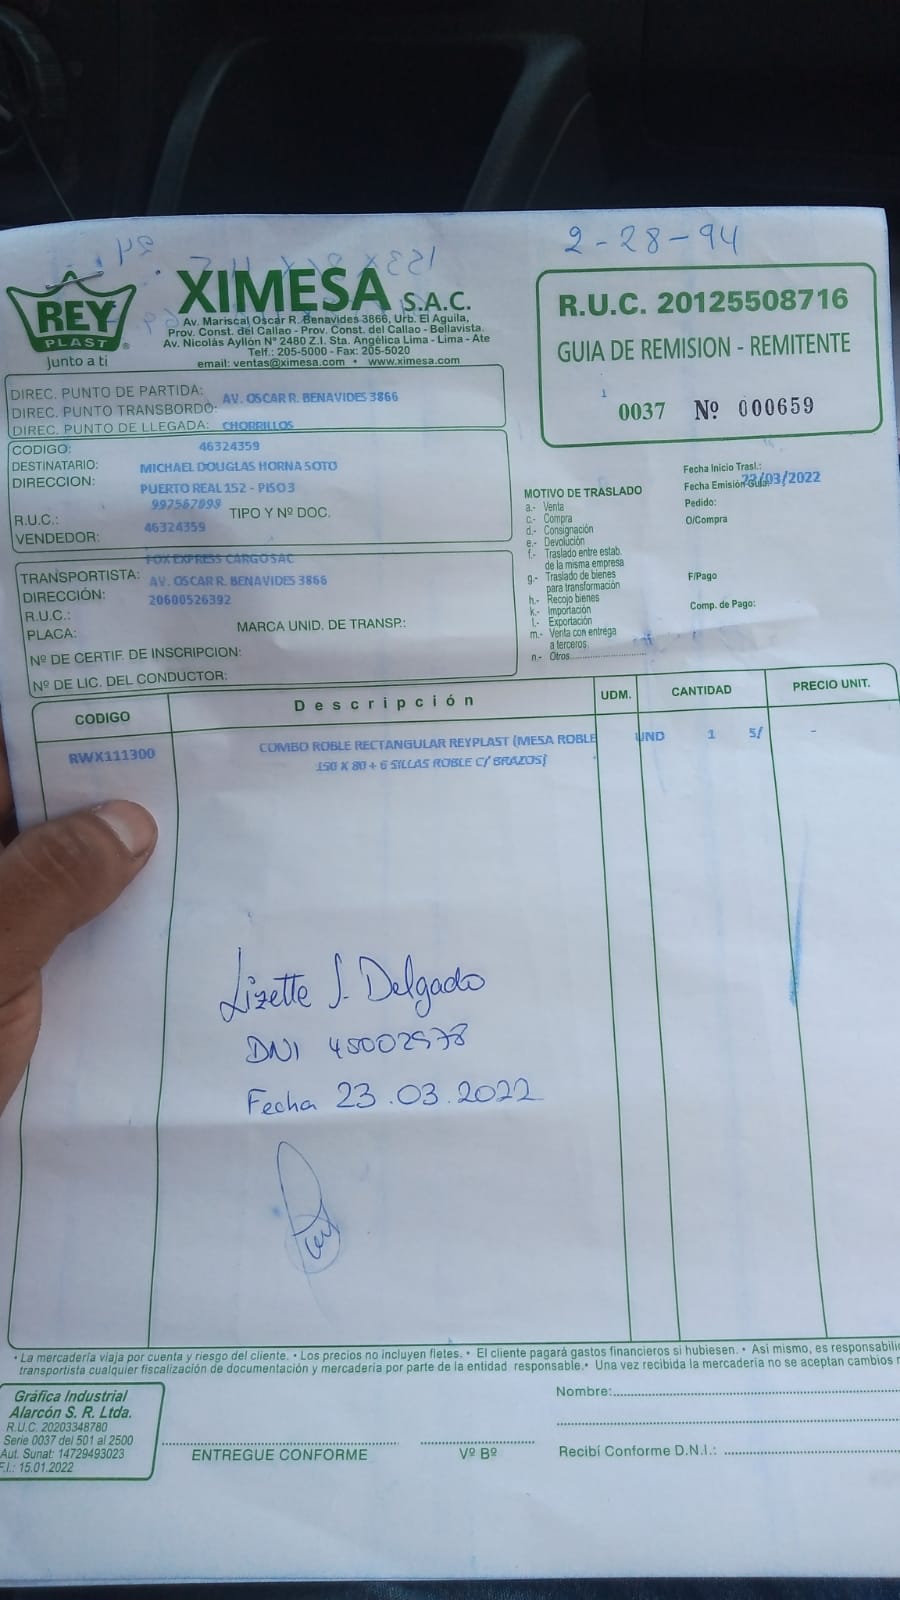 2-28-94
REY
PLAST
®
Junto a ti
XIMESA S.A.C.
Av. Mariscal Oscar R. Benavides 3866, Urb. El Aguila,
Prov. Const. del Callao - Prov. Const. del Callao - Bellavista.
Av. Nicolás Ayllón Nº 2480 Z.I. Sta. Angélica Lima - Lima - Ate
Telf.: 205-5000 - Fax: 205-5020
email: ventas@ximesa.com • www.ximesa.com
R.U.C. 20125508716
GUIA DE REMISION - REMITENTE
1
0037 Nº 000659
DIREC. PUNTO DE PARTIDA: AV. OSCAR R. BENAVIDES 3866
DIREC. PUNTO TRANSBORDO:
DIREC. PUNTO DE LLEGADA: CHORRILLOS
CODIGO: 46324359
DESTINATARIO: MICHAEL DOUGLAS HORNA SOTO
DIRECCION: PUERTO REAL 152 - PISO 3
997567898
R.U.C.: 46324359 TIPO Y Nº DOC.
VENDEDOR:
FOX EXPRESS CARGO SAC
TRANSPORTISTA: AV. OSCAR R. BENAVIDES 3866
DIRECCIÓN: 20600526392
R.U.C.:
PLACA: MARCA UNID. DE TRANSP.:
Nº DE CERTIF. DE INSCRIPCION:
Nº DE LIC. DEL CONDUCTOR:
MOTIVO DE TRASLADO
a.- Venta
c.- Compra
d.- Consignación
e.- Devolución
f.- Traslado entre estab.
de la misma empresa
g.- Traslado de bienes
para transformación
h.- Recojo bienes
k.- Importación
l.- Exportación
m.- Venta con entrega
a terceros.
n.- Otros
Fecha Inicio Trasl.:
Fecha Emisión Guia: /03/2022
Pedido:
O/Compra
F/Pago
Comp. de Pago:
CODIGO Descripción UDM. CANTIDAD PRECIO UNIT.
RWX111300 COMBO ROBLE RECTANGULAR REYPLAST (MESA ROBLE UND 1 S/ -
150 X 80 + 6 SILLAS ROBLE C/ BRAZOS)
Lizette J. Delgado
DNI 45002578
Fecha 23.03.2022
• La mercadería viaja por cuenta y riesgo del cliente. • Los precios no incluyen fletes. • El cliente pagará gastos financieros si hubiesen. • Asi mismo, es responsabili
transportista cualquier fiscalización de documentación y mercaderia por parte de la entidad responsable. • Una vez recibida la mercaderia no se aceptan cambios
Gráfica Industrial
Alarcón S. R. Ltda.
R.U.C. 20203348780
Serie 0037 del 501 al 2500
Aut. Sunat: 14729493023
F.I.: 15.01.2022
ENTREGUE CONFORME
Vº Bº
Nombre:
Recibí Conforme D.N.I.: